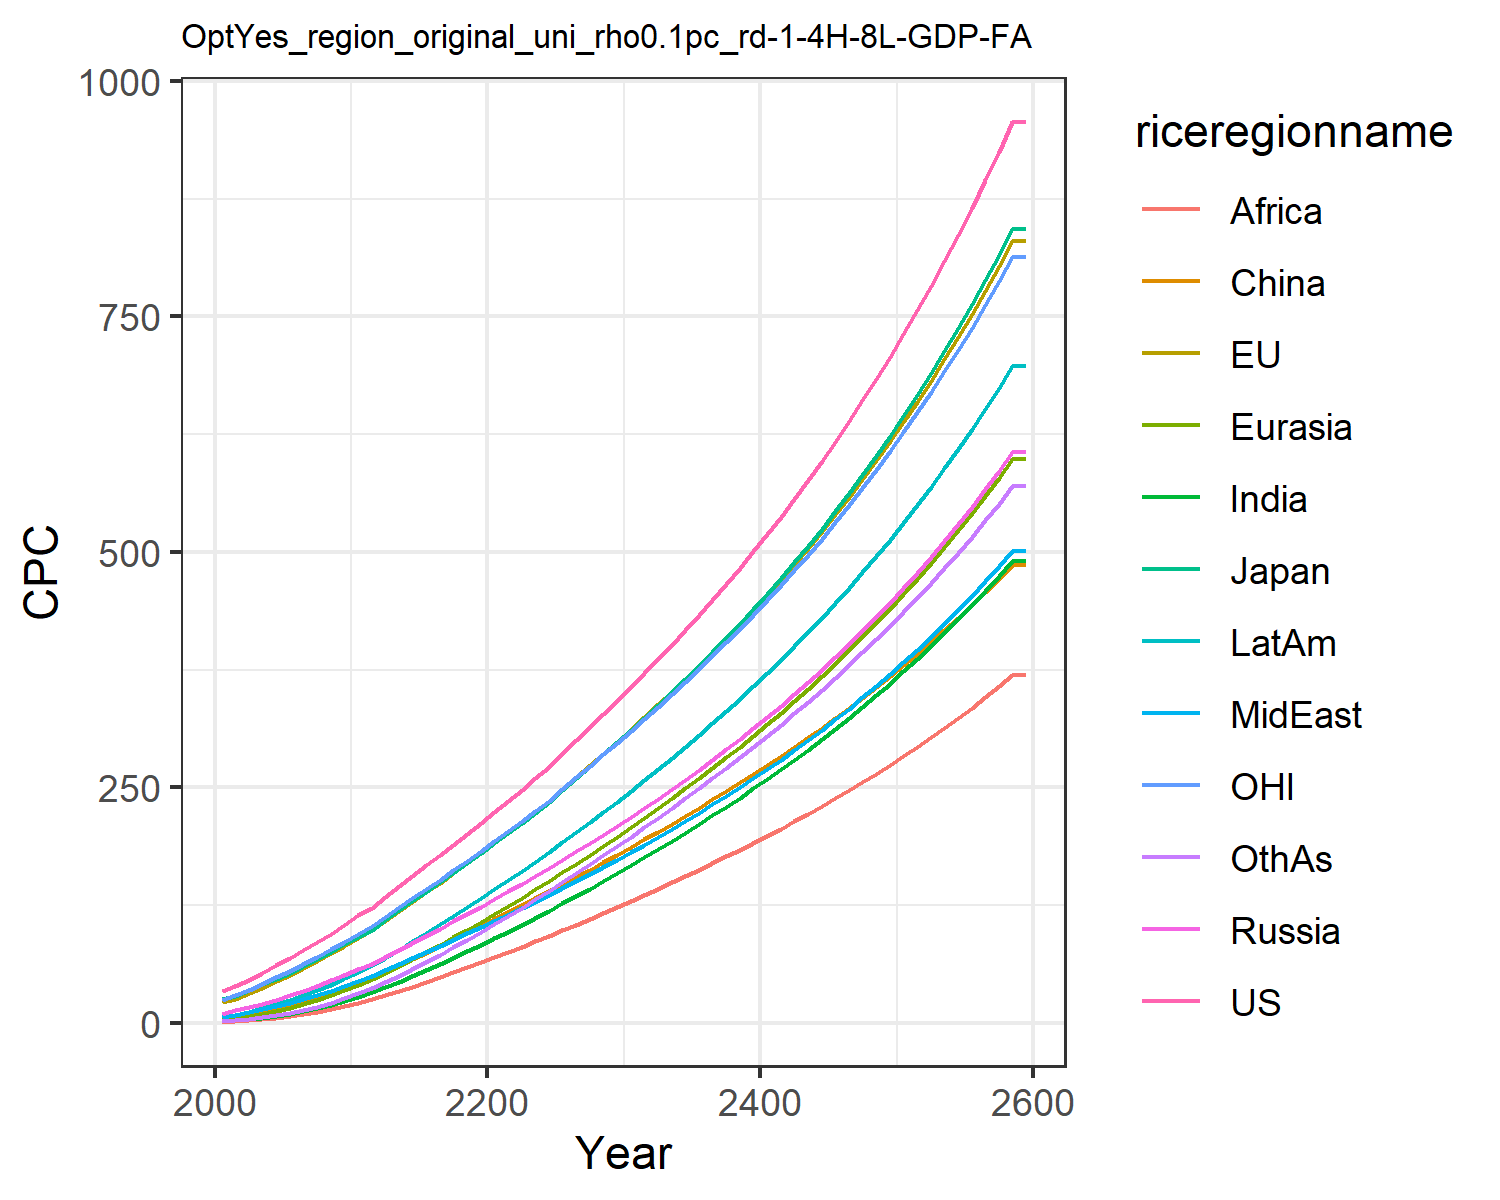 OptYes_region_original_uni_rho0.1pc_rd-1-4H-8L-GDP-FA
1000
750
500
250
0
CPC
2000 2200 2400 2600
Year
riceregionname
Africa
China
EU
Eurasia
India
Japan
LatAm
MidEast
OHI
OthAs
Russia
US